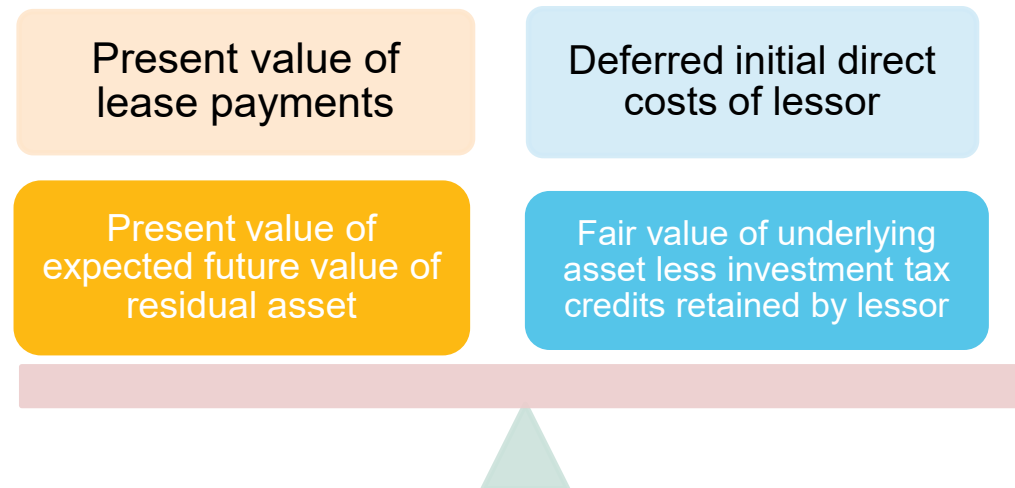 Present value of
lease payments
Deferred initial direct
costs of lessor
Present value of
expected future value of
residual asset
Fair value of underlying
asset less investment tax
credits retained by lessor